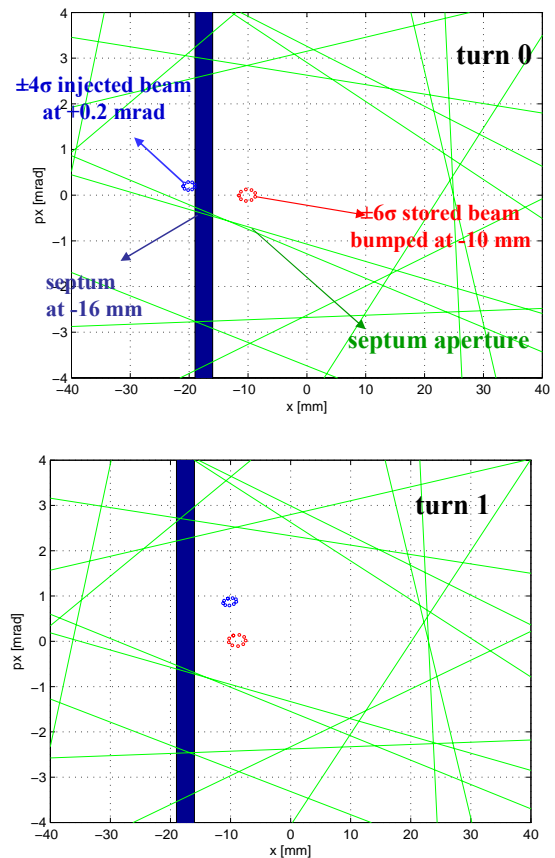 4
3
2
1
0
−1
−2
−3
−4
px [mrad]
turn 0
±4σ injected beam
at +0.2 mrad
±6σ stored beam
bumped at -10 mm
septum
at -16 mm
septum aperture
−40 −30 −20 −10 0 10 20 30 40
x [mm]
4
3
2
1
0
−1
−2
−3
−4
px [mrad]
turn 1
−40 −30 −20 −10 0 10 20 30 40
x [mm]